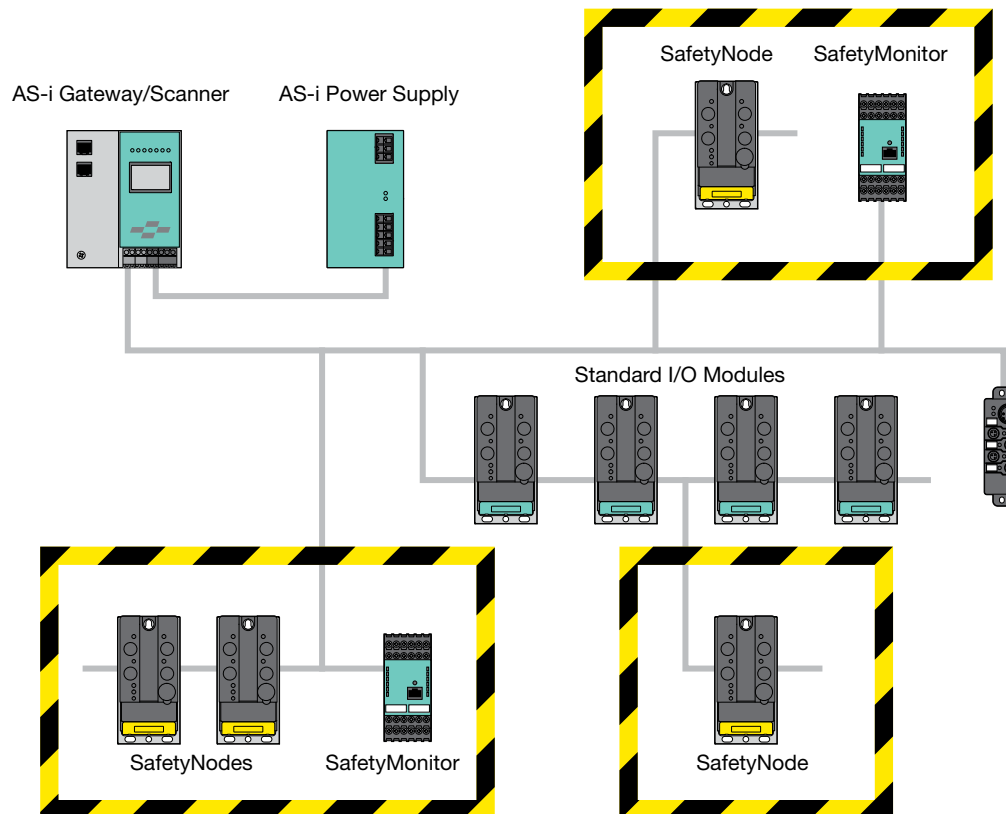 SafetyNode
SafetyMonitor
AS-i Gateway/Scanner
AS-i Power Supply
Standard I/O Modules
SafetyNodes
SafetyMonitor
SafetyNode